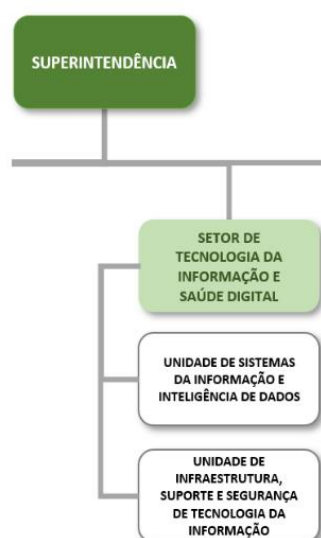 SUPERINTENDÊNCIA
SETOR DE
TECNOLOGIA DA
INFORMAÇÃO E
SAÚDE DIGITAL
UNIDADE DE SISTEMAS
DA INFORMAÇÃO E
INTELIGÊNCIA DE DADOS
UNIDADE DE
INFRAESTRUTURA,
SUPORTE E SEGURANÇA
DE TECNOLOGIA DA
INFORMAÇÃO